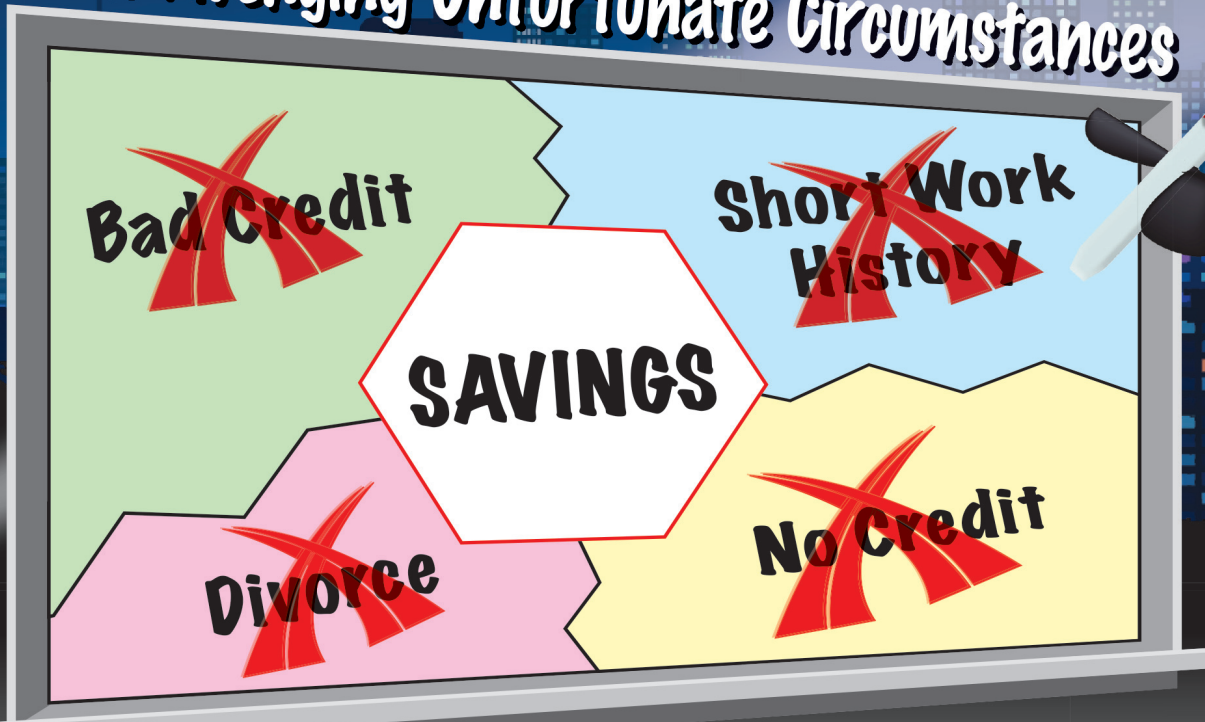 Unfortunate Circumstances
Bad Credit
Short Work
History
SAVINGS
Divorce
No Credit